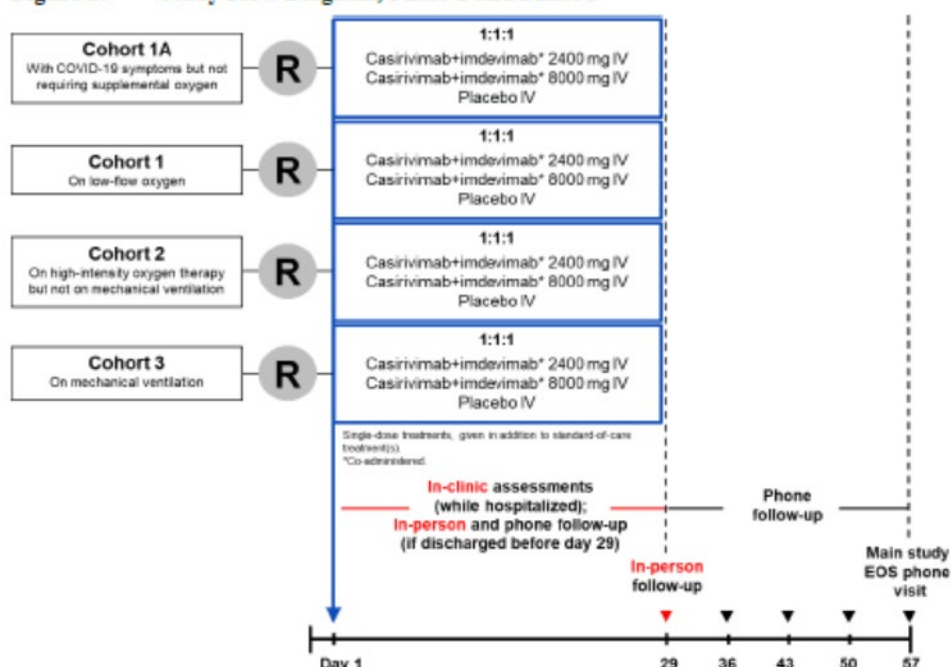 Cohort 1A
With COVID-19 symptoms but not
requiring supplemental oxygen
R
1:1:1
Casirivimab+imdevimab* 2400 mg IV
Casirivimab+imdevimab* 8000 mg IV
Placebo IV
Cohort 1
On low-flow oxygen
R
1:1:1
Casirivimab+imdevimab* 2400 mg IV
Casirivimab+imdevimab* 8000 mg IV
Placebo IV
Cohort 2
On high-intensity oxygen therapy
but not on mechanical ventilation
R
1:1:1
Casirivimab+imdevimab* 2400 mg IV
Casirivimab+imdevimab* 8000 mg IV
Placebo IV
Cohort 3
On mechanical ventilation
R
1:1:1
Casirivimab+imdevimab* 2400 mg IV
Casirivimab+imdevimab* 8000 mg IV
Placebo IV
Single-dose treatments, given in addition to standard-of-care
treatment(s).
*Co-administered.
In-clinic assessments
(while hospitalized);
In-person and phone follow-up
(if discharged before day 29)
Phone
follow-up
In-person
follow-up
Main study
EOS phone
visit
Day 1
29
36
43
50
57